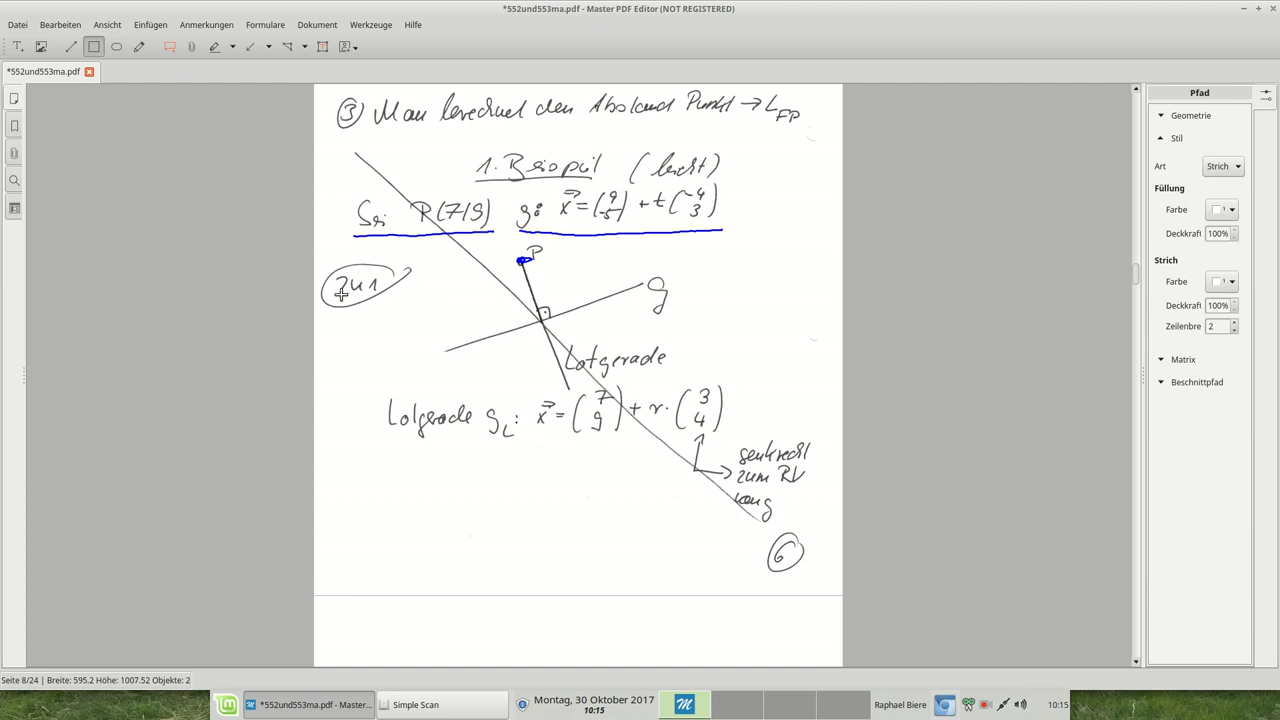 *552und553ma.pdf - Master PDF Editor (NOT REGISTERED)
Datei Bearbeiten Ansicht Einfügen Anmerkungen Formulare Dokument Werkzeuge Hilfe
*552und553ma.pdf
③ Man berechnet den Abstand Punkt → L_FP
1. Beispiel (leicht)
Sei P(7/9) g: x⃗ = (9 -5) + t (-4 3)
P
zu 1
g
Lotgerade
Lotgerade g_L: x⃗ = (7 9) + r · (3 4)
senkrecht
zum RV
von g
6
Pfad
Geometrie
Stil
Art Strich
Füllung
Farbe
Deckkraft 100%
Strich
Farbe
Deckkraft 100%
Zeilenbre 2
Matrix
Beschnittpfad
Seite 8/24 | Breite: 595.2 Höhe: 1007.52 Objekte: 2
*552und553ma.pdf - Master...
Simple Scan
Montag, 30 Oktober 2017
10:15
Raphael Biere
10:15